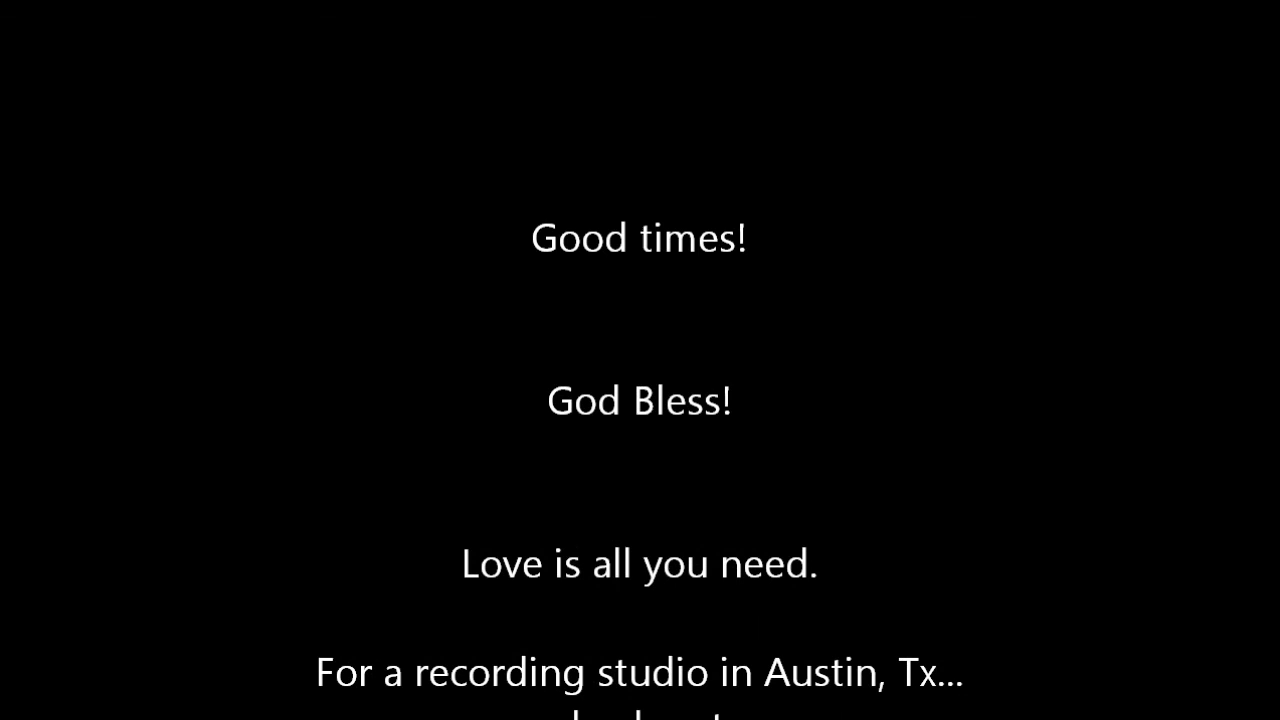 Good times!
God Bless!
Love is all you need.
For a recording studio in Austin, Tx...